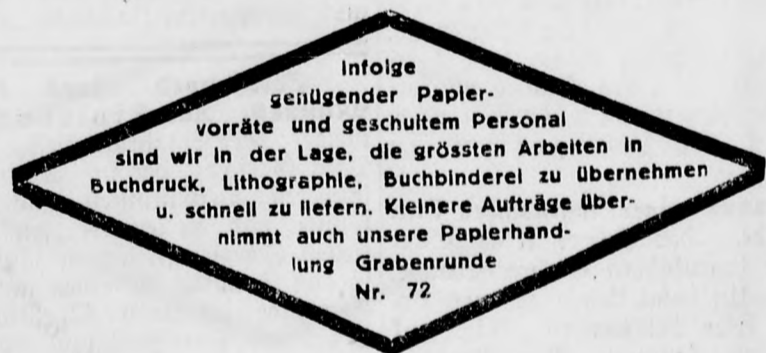 Infolge
genügender Papier-
vorräte und geschultem Personal
sind wir in der Lage, die grössten Arbeiten in
Buchdruck, Lithographie, Buchbinderei zu übernehmen
u. schnell zu liefern. Kleinere Aufträge über-
nimmt auch unsere Papierhand-
lung Grabenrunde
Nr. 72